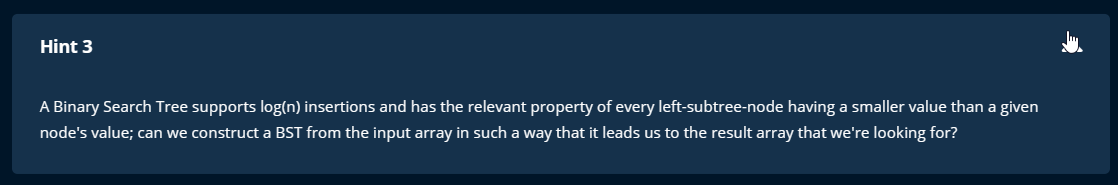 Hint 3
A Binary Search Tree supports log(n) insertions and has the relevant property of every left-subtree-node having a smaller value than a given
node's value; can we construct a BST from the input array in such a way that it leads us to the result array that we're looking for?